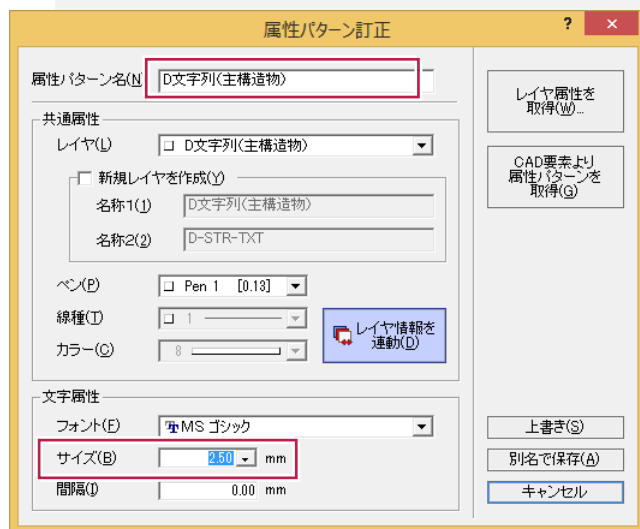 属性パターン訂正
?
×
属性パターン名(N) D文字列(主構造物)
共通属性
レイヤ(L) D文字列(主構造物)
新規レイヤを作成(Y)
名称1(1) D文字列(主構造物)
名称2(2) D-STR-TXT
ペン(P) Pen 1 [0.13]
線種(T) 1
カラー(C) 8
レイヤ情報を
連動(D)
文字属性
フォント(F) MS ゴシック
サイズ(B) 2.50 mm
間隔(I) 0.00 mm
レイヤ属性を
取得(W)...
CAD要素より
属性パターンを
取得(G)
上書き(S)
別名で保存(A)
キャンセル